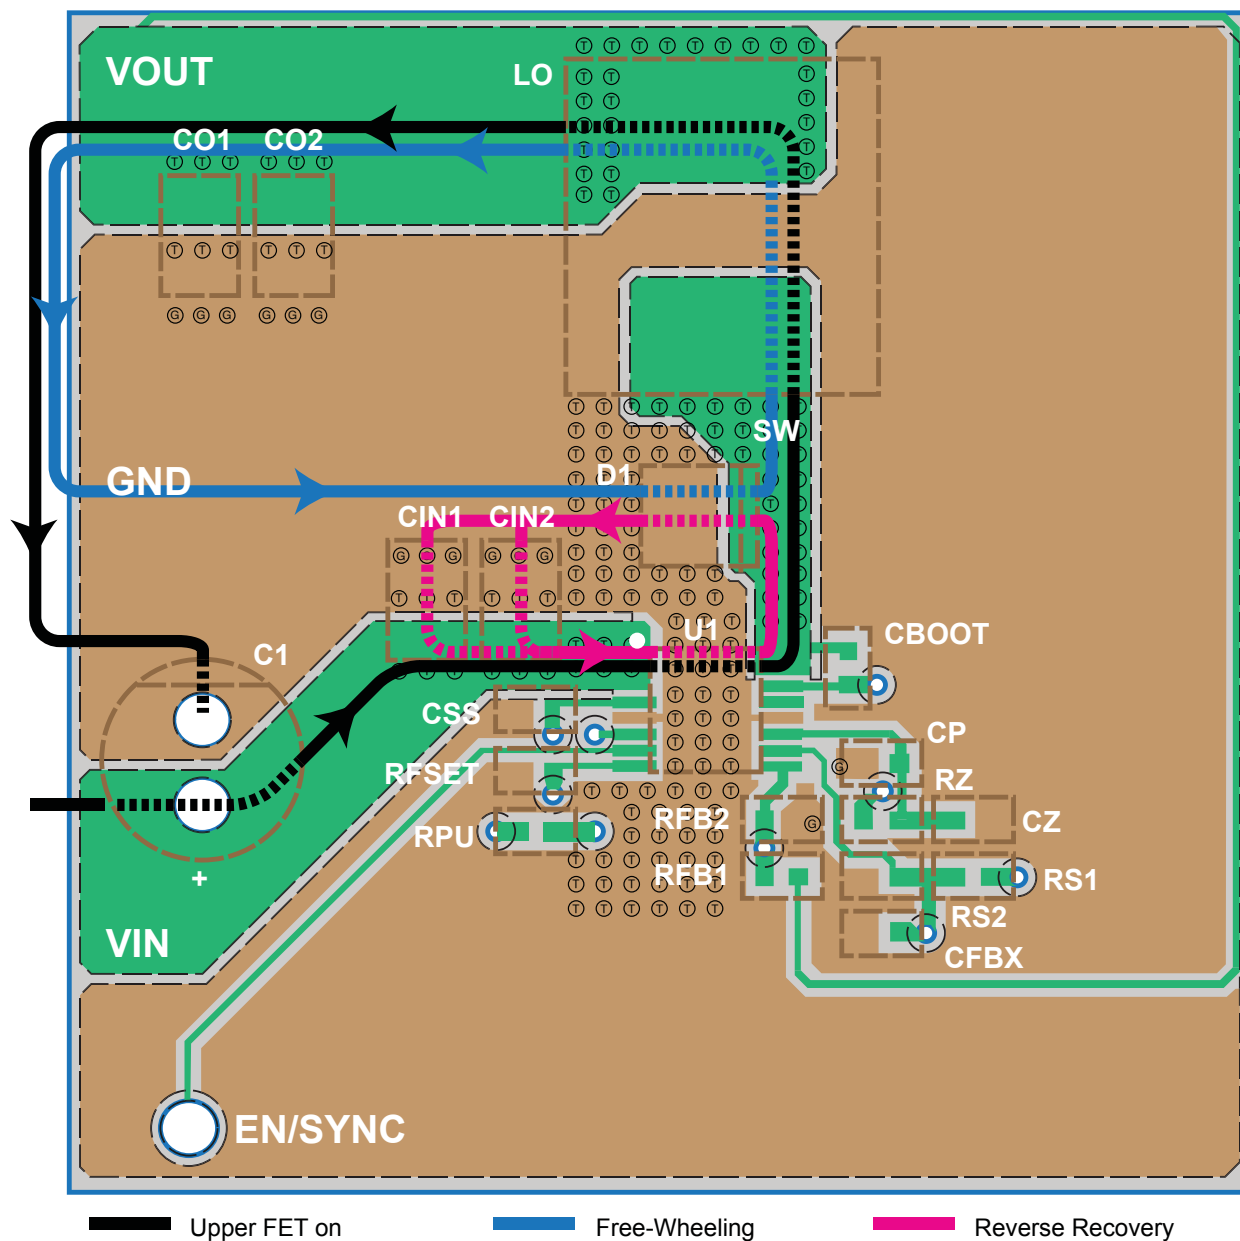 VOUT
LO
CO1 CO2
SW
GND
D1
CIN1 CIN2
U1
CBOOT
C1
CSS
CP
RFSET
RZ
RPU
RFB2
CZ
+
RFB1
RS1
RS2
VIN
CFBX
EN/SYNC
Upper FET on
Free-Wheeling
Reverse Recovery